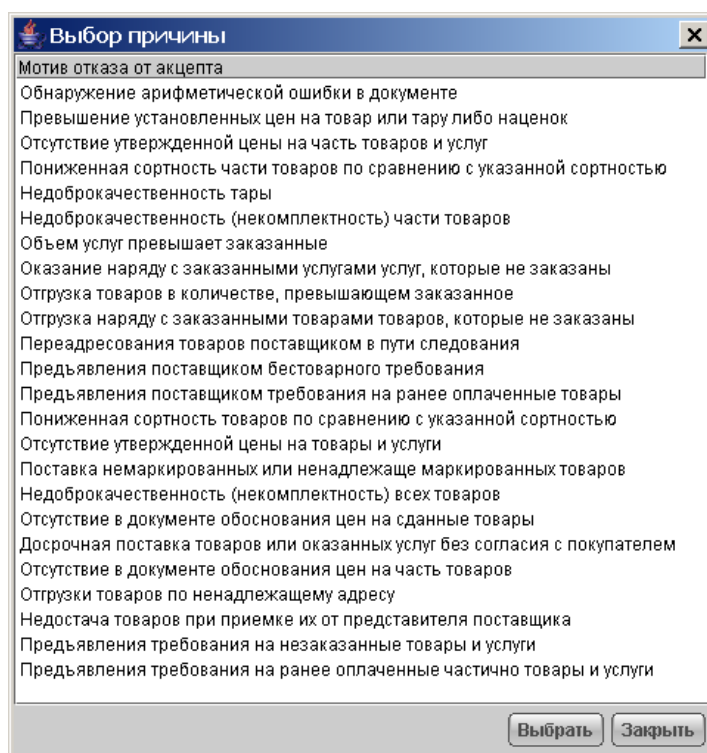 Выбор причины
Мотив отказа от акцепта
Обнаружение арифметической ошибки в документе
Превышение установленных цен на товар или тару либо наценок
Отсутствие утвержденной цены на часть товаров и услуг
Пониженная сортность части товаров по сравнению с указанной сортностью
Недоброкачественность тары
Недоброкачественность (некомплектность) части товаров
Объем услуг превышает заказанные
Оказание наряду с заказанными услугами услуг, которые не заказаны
Отгрузка товаров в количестве, превышающем заказанное
Отгрузка наряду с заказанными товарами товаров, которые не заказаны
Переадресования товаров поставщиком в пути следования
Предъявления поставщиком бестоварного требования
Предъявления поставщиком требования на ранее оплаченные товары
Пониженная сортность товаров по сравнению с указанной сортностью
Отсутствие утвержденной цены на товары и услуги
Поставка немаркированных или ненадлежаще маркированных товаров
Недоброкачественность (некомплектность) всех товаров
Отсутствие в документе обоснования цен на сданные товары
Досрочная поставка товаров или оказанных услуг без согласия с покупателем
Отсутствие в документе обоснования цен на часть товаров
Отгрузки товаров по ненадлежащему адресу
Недостача товаров при приемке их от представителя поставщика
Предъявления требования на незаказанные товары и услуги
Предъявления требования на ранее оплаченные частично товары и услуги
Выбрать Закрыть